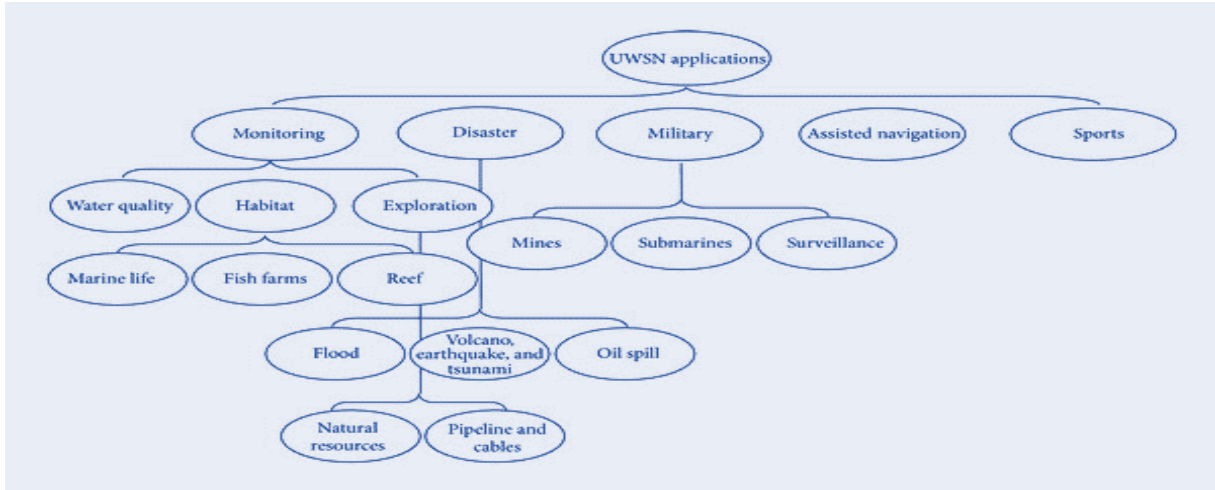 UWSN applications
Monitoring
Disaster
Military
Assisted navigation
Sports
Water quality
Habitat
Exploration
Mines
Submarines
Surveillance
Marine life
Fish farms
Reef
Flood
Volcano,
earthquake, and
tsunami
Oil spill
Natural
resources
Pipeline and
cables